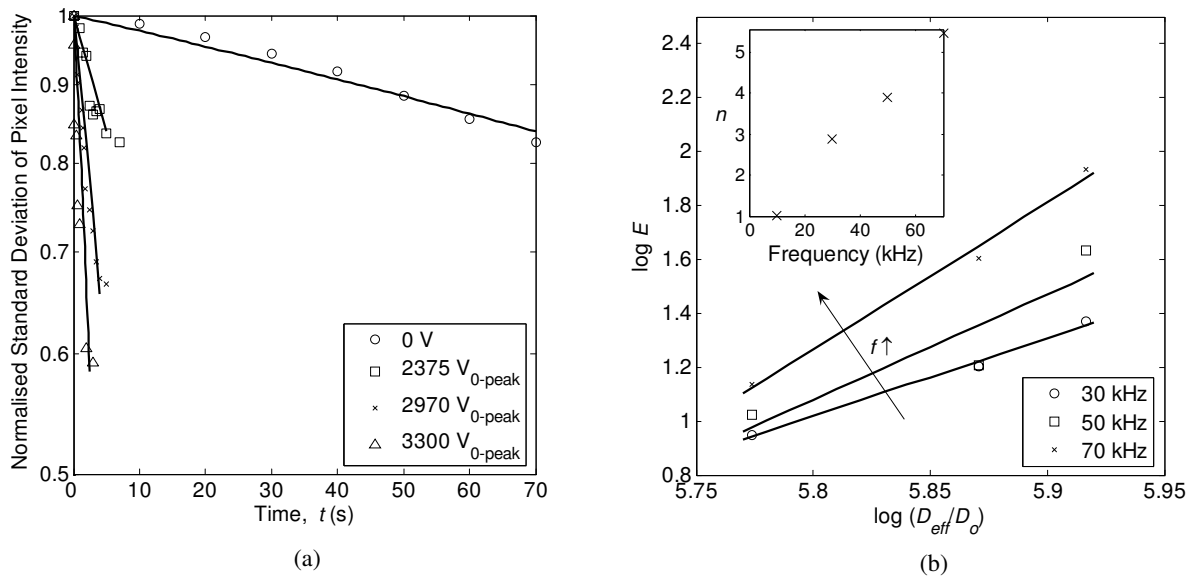 1
0.9
0.8
0.7
0.6
0.5
Normalised Standard Deviation of Pixel Intensity
0 10 20 30 40 50 60 70
Time, t (s)
0 V
2375 V0-peak
2970 V0-peak
3300 V0-peak
(a)
2.4
2.2
2
1.8
1.6
1.4
1.2
1
0.8
log E
5
4
3
2
1
n
0 20 40 60
Frequency (kHz)
f ↑
30 kHz
50 kHz
70 kHz
5.75 5.8 5.85 5.9 5.95
log (Deff/Do)
(b)